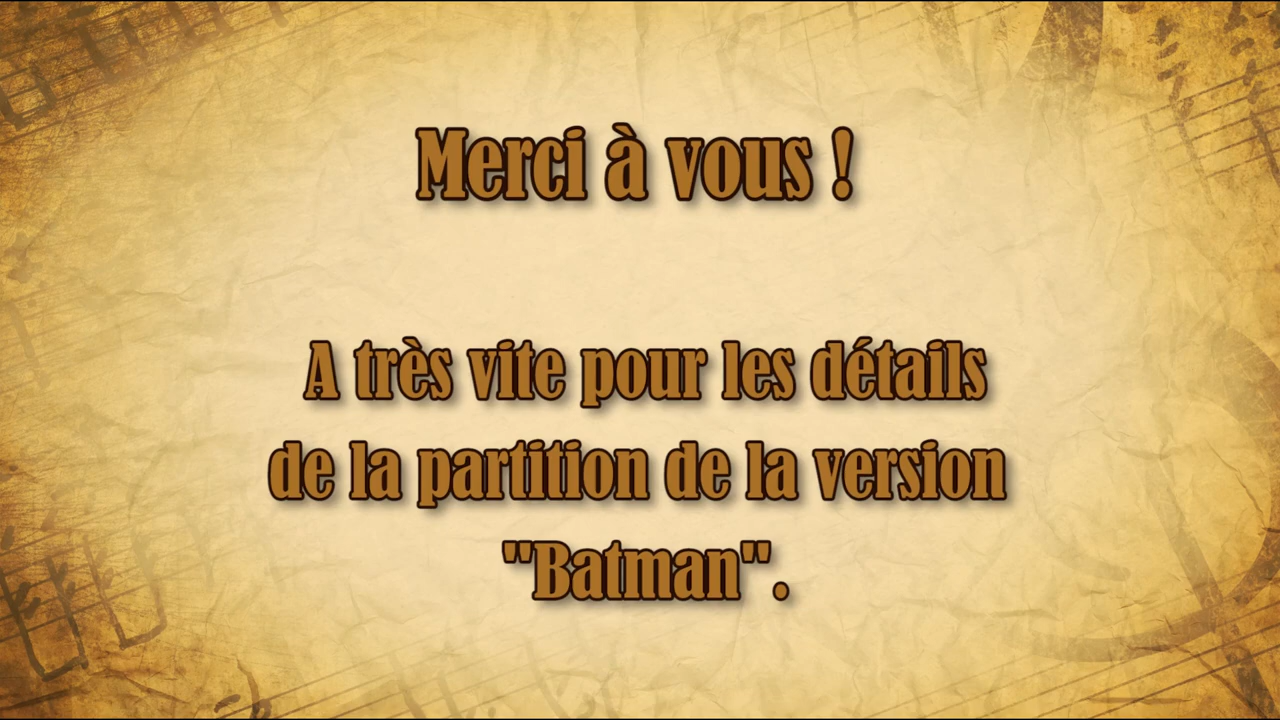 Merci à vous !
A très vite pour les détails
de la partition de la version
"Batman".